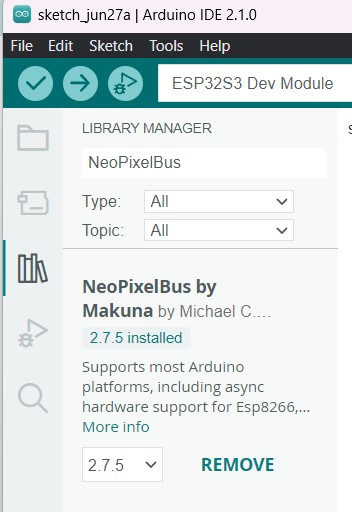 sketch_jun27a | Arduino IDE 2.1.0
File Edit Sketch Tools Help
ESP32S3 Dev Module
LIBRARY MANAGER
NeoPixelBus
Type: All
Topic: All
NeoPixelBus by
Makuna by Michael C....
2.7.5 installed
Supports most Arduino
platforms, including async
hardware support for Esp8266,...
More info
2.7.5 REMOVE